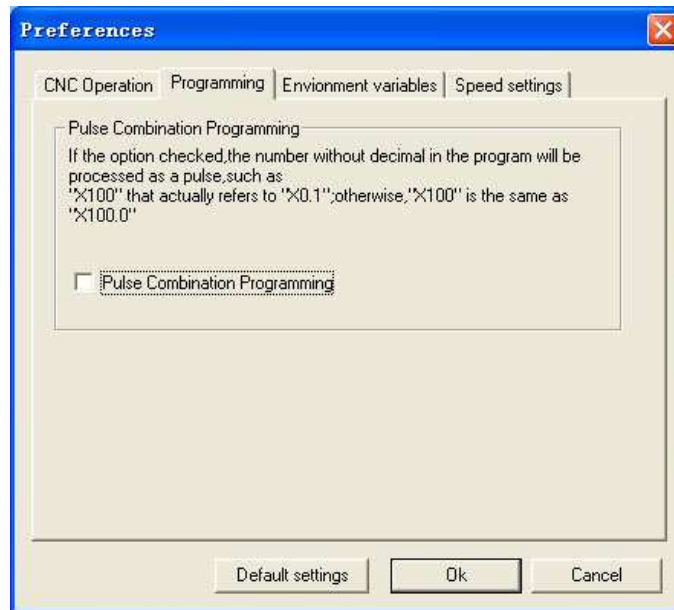 Preferences
CNC Operation Programming Envionment variables Speed settings
Pulse Combination Programming
If the option checked,the number without decimal in the program will be
processed as a pulse,such as
"X100" that actually refers to "X0.1";otherwise,"X100" is the same as
"X100.0"
Pulse Combination Programming
Default settings Ok Cancel